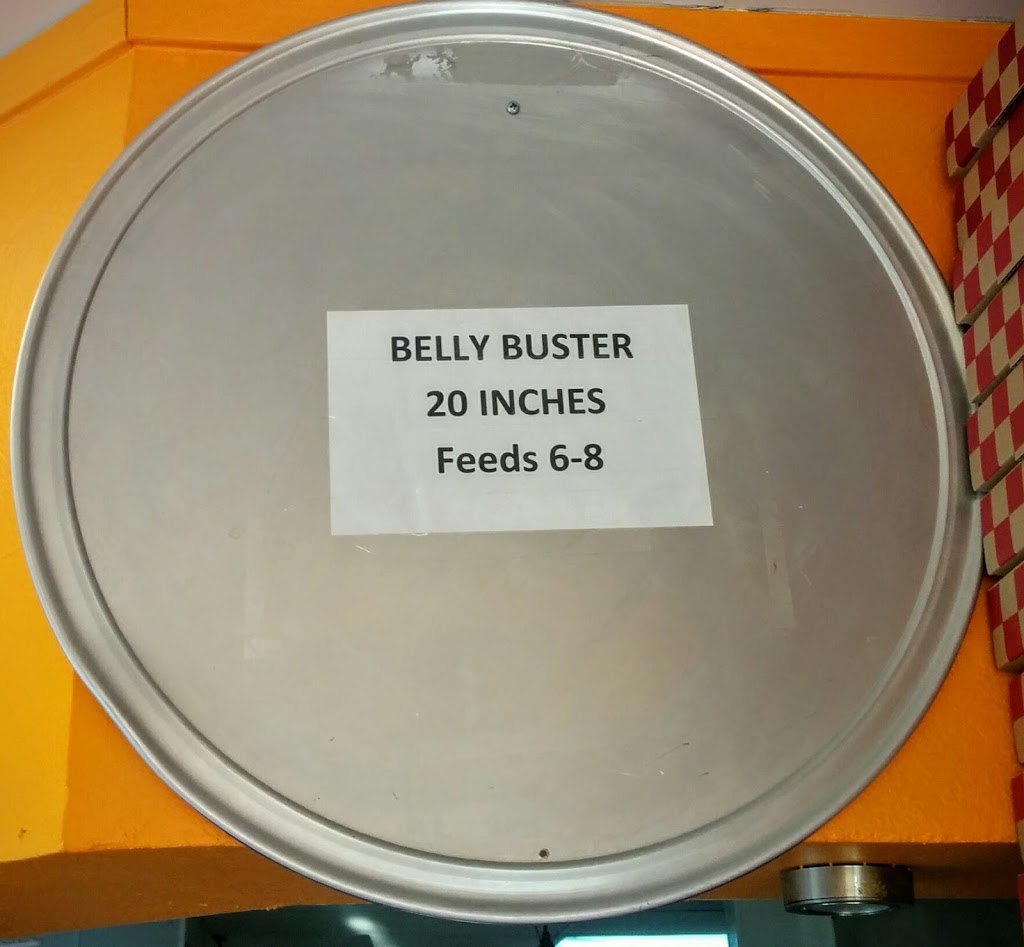 BELLY BUSTER
20 INCHES
Feeds 6-8